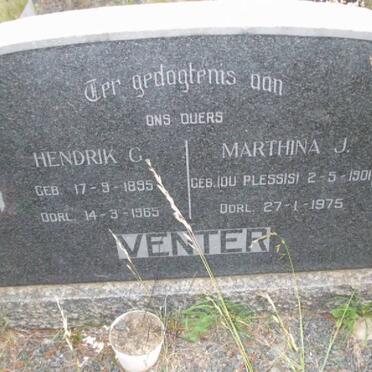 Ter gedagtenis aan
ONS OUERS
HENDRIK C.
GEB. 17-9-1895
OORL. 14-3-1965
MARTHINA J.
GEB. (DU PLESSIS) 2-5-1901
OORL. 27-1-1975
VENTER